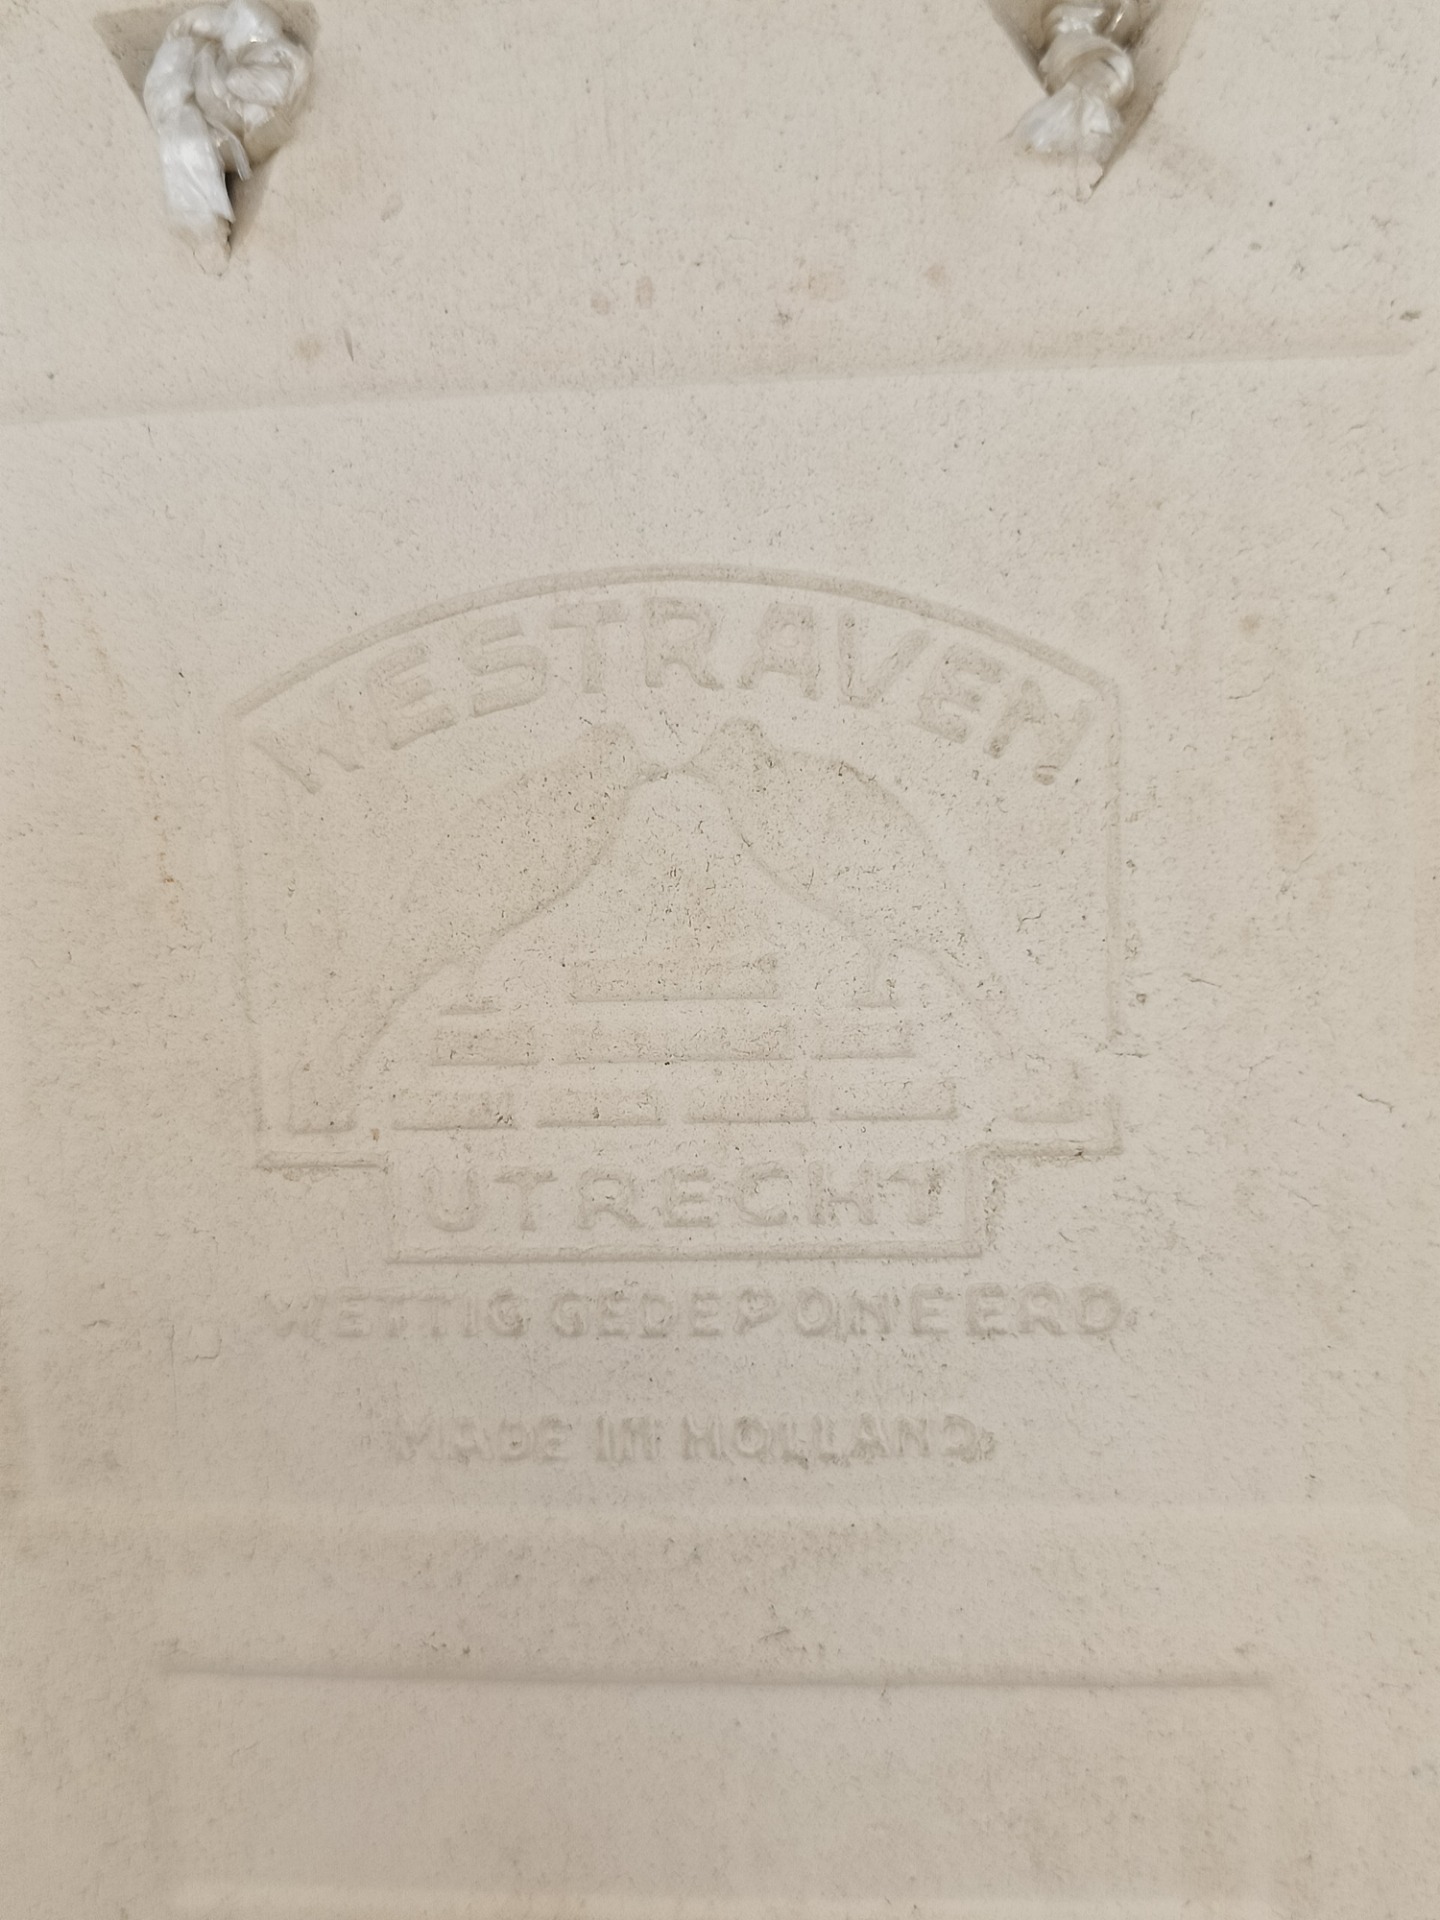 WESTRAVEN
UTRECHT
WETTIG GEDEPONEERD
MADE IN HOLLAND